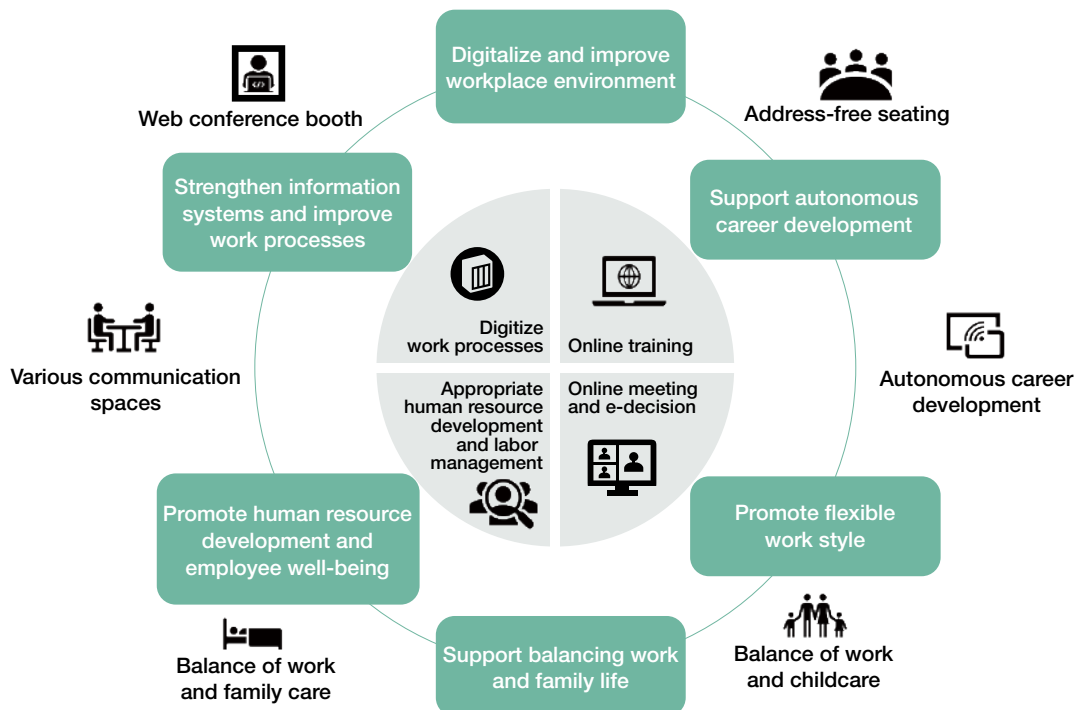 Digitalize and improve
workplace environment
Web conference booth
Address-free seating
Strengthen information
systems and improve
work processes
Support autonomous
career development
Digitize
work processes
Online training
Various communication
spaces
Appropriate
human resource
development
and labor
management
Online meeting
and e-decision
Autonomous career
development
Promote human resource
development and
employee well-being
Promote flexible
work style
Balance of work
and family care
Support balancing work
and family life
Balance of work
and childcare